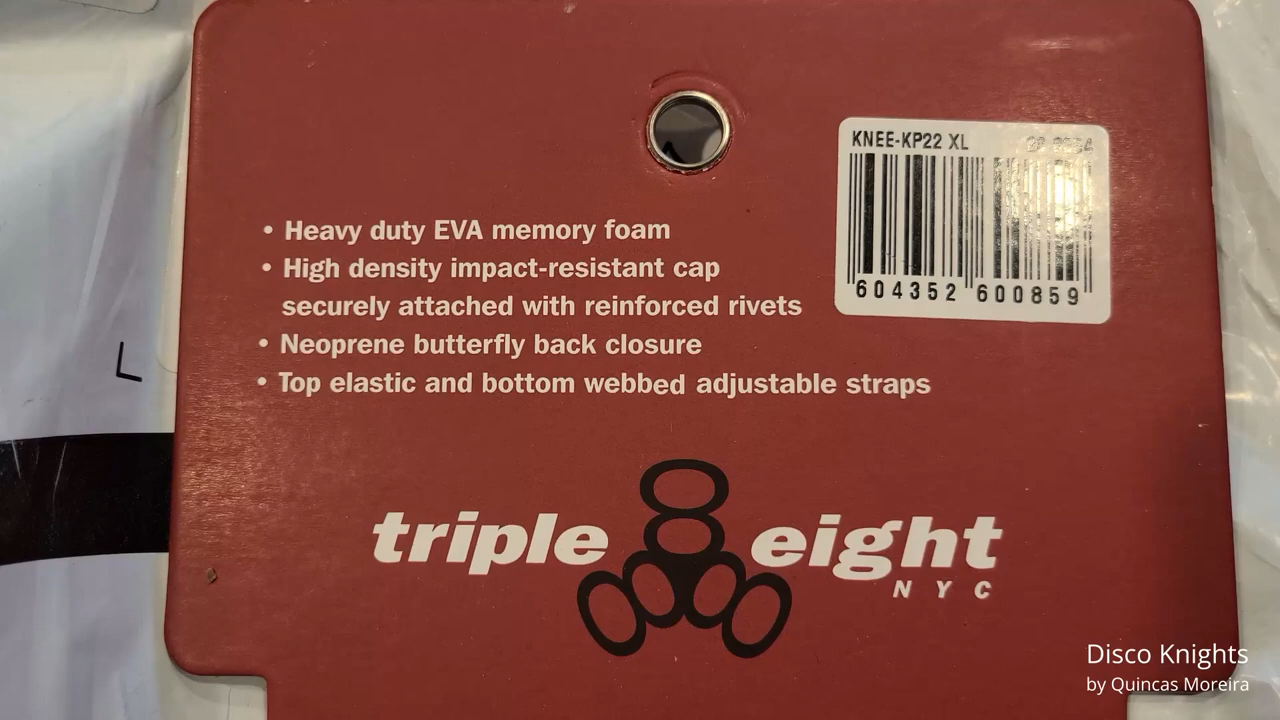 KNEE-KP22 XL
604352 600859
• Heavy duty EVA memory foam
• High density impact-resistant cap
securely attached with reinforced rivets
• Neoprene butterfly back closure
• Top elastic and bottom webbed adjustable straps
L
triple eight
NYC
Disco Knights
by Quincas Moreira